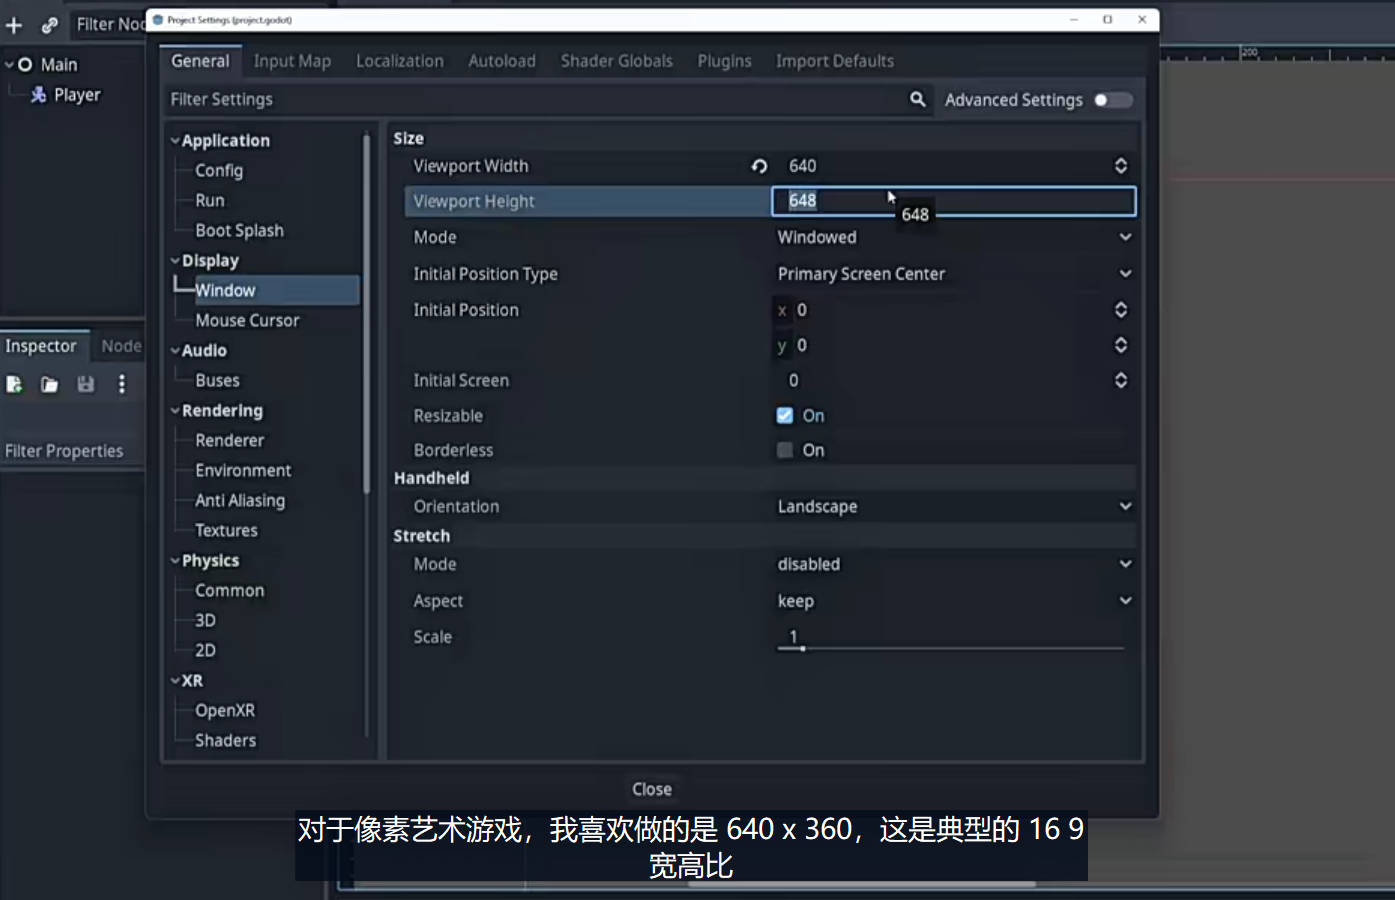 Filter Nod
Main
Player
Inspector
Node
Filter Properties
Project Settings (project.godot)
General
Input Map
Localization
Autoload
Shader Globals
Plugins
Import Defaults
Filter Settings
Advanced Settings
Application
Config
Run
Boot Splash
Display
Window
Mouse Cursor
Audio
Buses
Rendering
Renderer
Environment
Anti Aliasing
Textures
Physics
Common
3D
2D
XR
OpenXR
Shaders
Size
Viewport Width 640
Viewport Height 648
648
Mode Windowed
Initial Position Type Primary Screen Center
Initial Position x 0
y 0
Initial Screen 0
Resizable On
Borderless On
Handheld
Orientation Landscape
Stretch
Mode disabled
Aspect keep
Scale 1
Close
200
对于像素艺术游戏，我喜欢做的是 640 x 360，这是典型的 16 9
宽高比